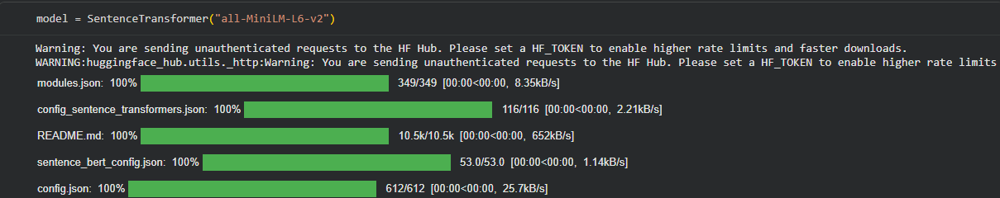 model = SentenceTransformer("all-MiniLM-L6-v2")
Warning: You are sending unauthenticated requests to the HF Hub. Please set a HF_TOKEN to enable higher rate limits and faster downloads.
WARNING:huggingface_hub.utils._http:Warning: You are sending unauthenticated requests to the HF Hub. Please set a HF_TOKEN to enable higher rate limits
modules.json: 100% 349/349 [00:00<00:00, 8.35kB/s]
config_sentence_transformers.json: 100% 116/116 [00:00<00:00, 2.21kB/s]
README.md: 100% 10.5k/10.5k [00:00<00:00, 652kB/s]
sentence_bert_config.json: 100% 53.0/53.0 [00:00<00:00, 1.14kB/s]
config.json: 100% 612/612 [00:00<00:00, 25.7kB/s]